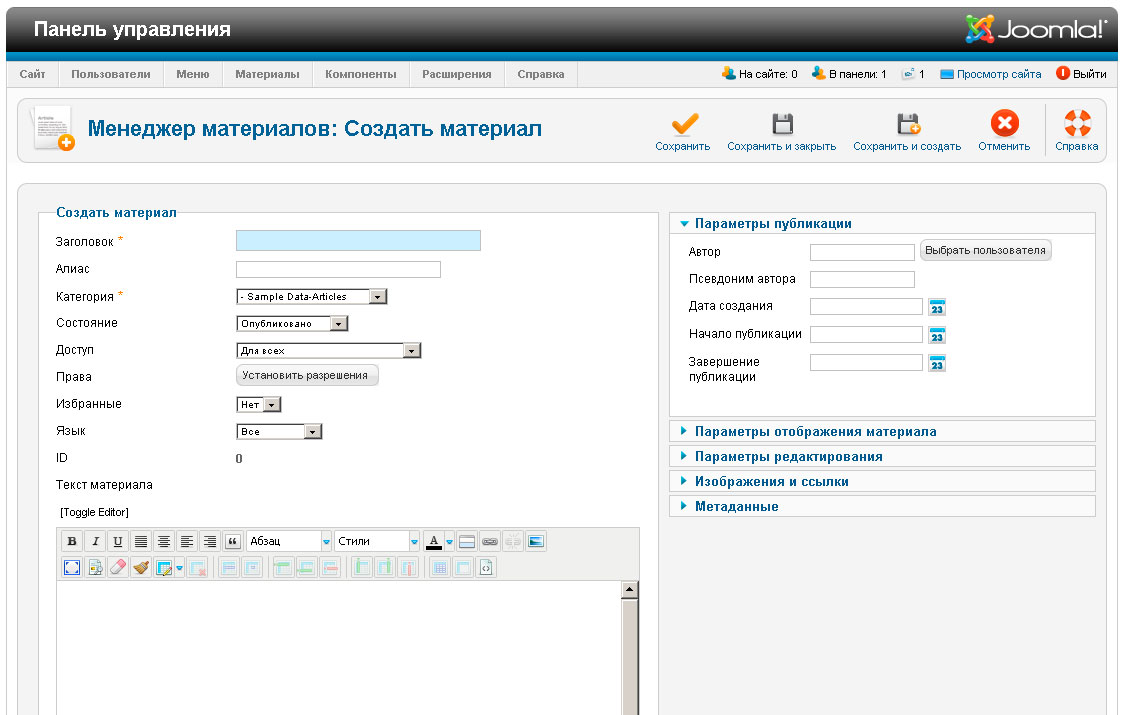 Панель управления
Joomla!
Сайт Пользователи Меню Материалы Компоненты Расширения Справка На сайте: 0 В панели: 1 1 Просмотр сайта Выйти
Менеджер материалов: Создать материал
Сохранить Сохранить и закрыть Сохранить и создать Отменить Справка
Создать материал
Заголовок *
Алиас
Категория * - Sample Data-Articles
Состояние Опубликовано
Доступ Для всех
Права Установить разрешения
Избранные Нет
Язык Все
ID 0
Текст материала
[Toggle Editor]
B I U Абзац Стили A
Параметры публикации
Автор Выбрать пользователя
Псевдоним автора
Дата создания 23
Начало публикации 23
Завершение
публикации 23
Параметры отображения материала
Параметры редактирования
Изображения и ссылки
Метаданные